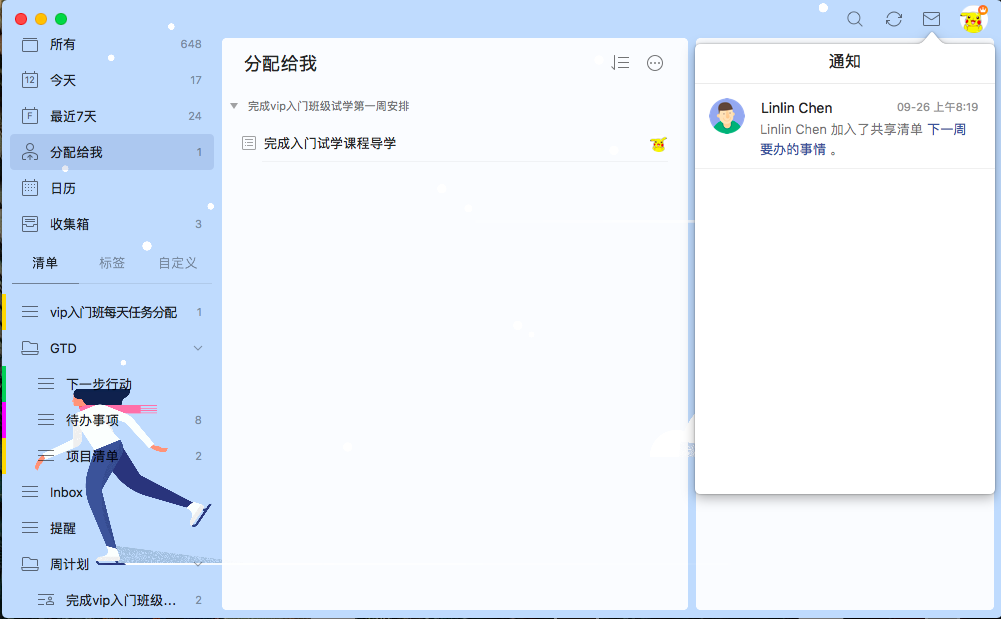 所有 648
12 今天 17
F 最近7天 24
分配给我 1
日历
收集箱 3
清单 标签 自定义
vip入门班每天任务分配 1
GTD
下一步行动
待办事项 8
项目清单 2
Inbox
提醒
周计划
完成vip入门班级... 2
分配给我
完成vip入门班级试学第一周安排
完成入门试学课程导学
通知
Linlin Chen 09-26 上午8:19
Linlin Chen 加入了共享清单 下一周
要办的事情 。